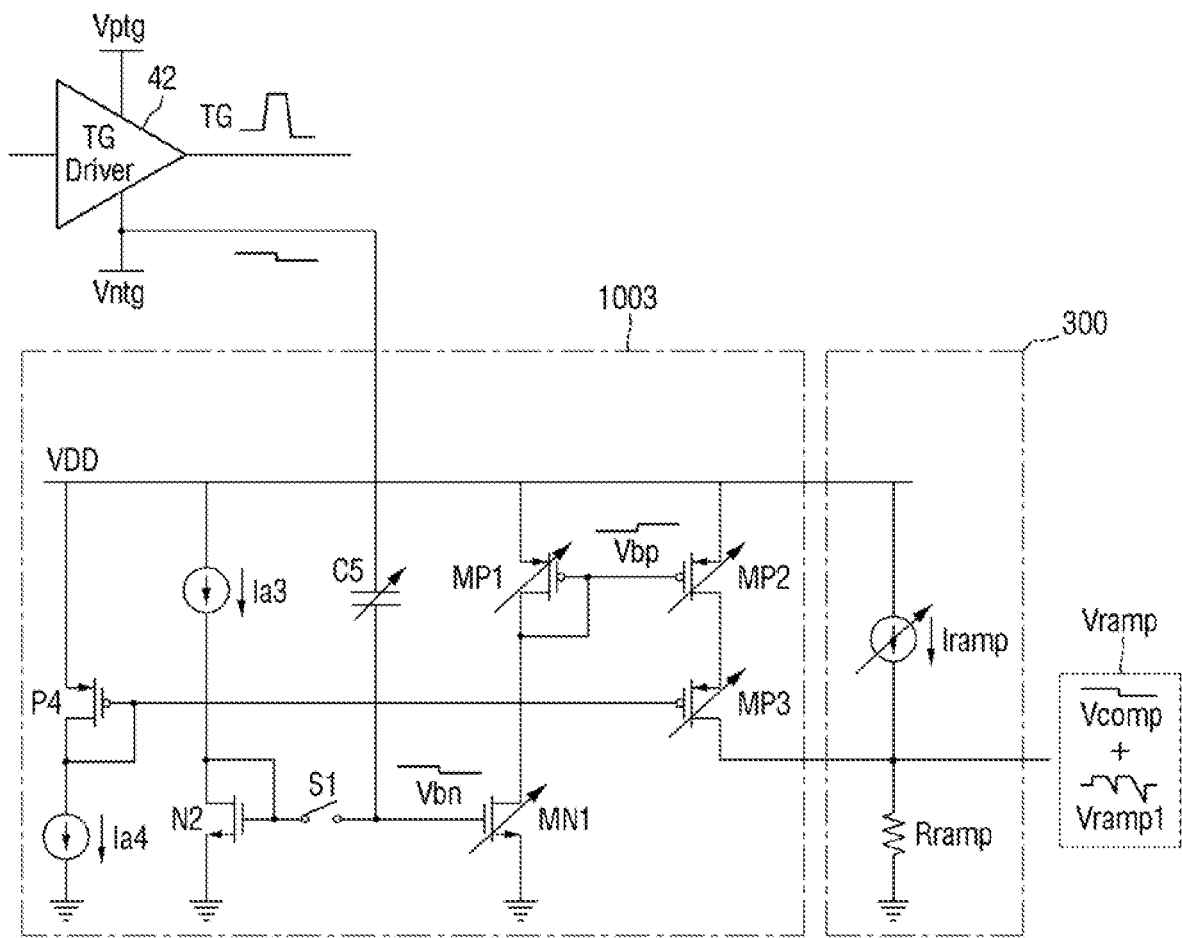 Vptg
42
TG
TG
Driver
Vntg
1003
300
VDD
Ia3
C5
MP1
Vbp
MP2
Iramp
Vramp
P4
MP3
Vcomp
+
Vramp1
S1
Vbn
N2
MN1
Ia4
Rramp